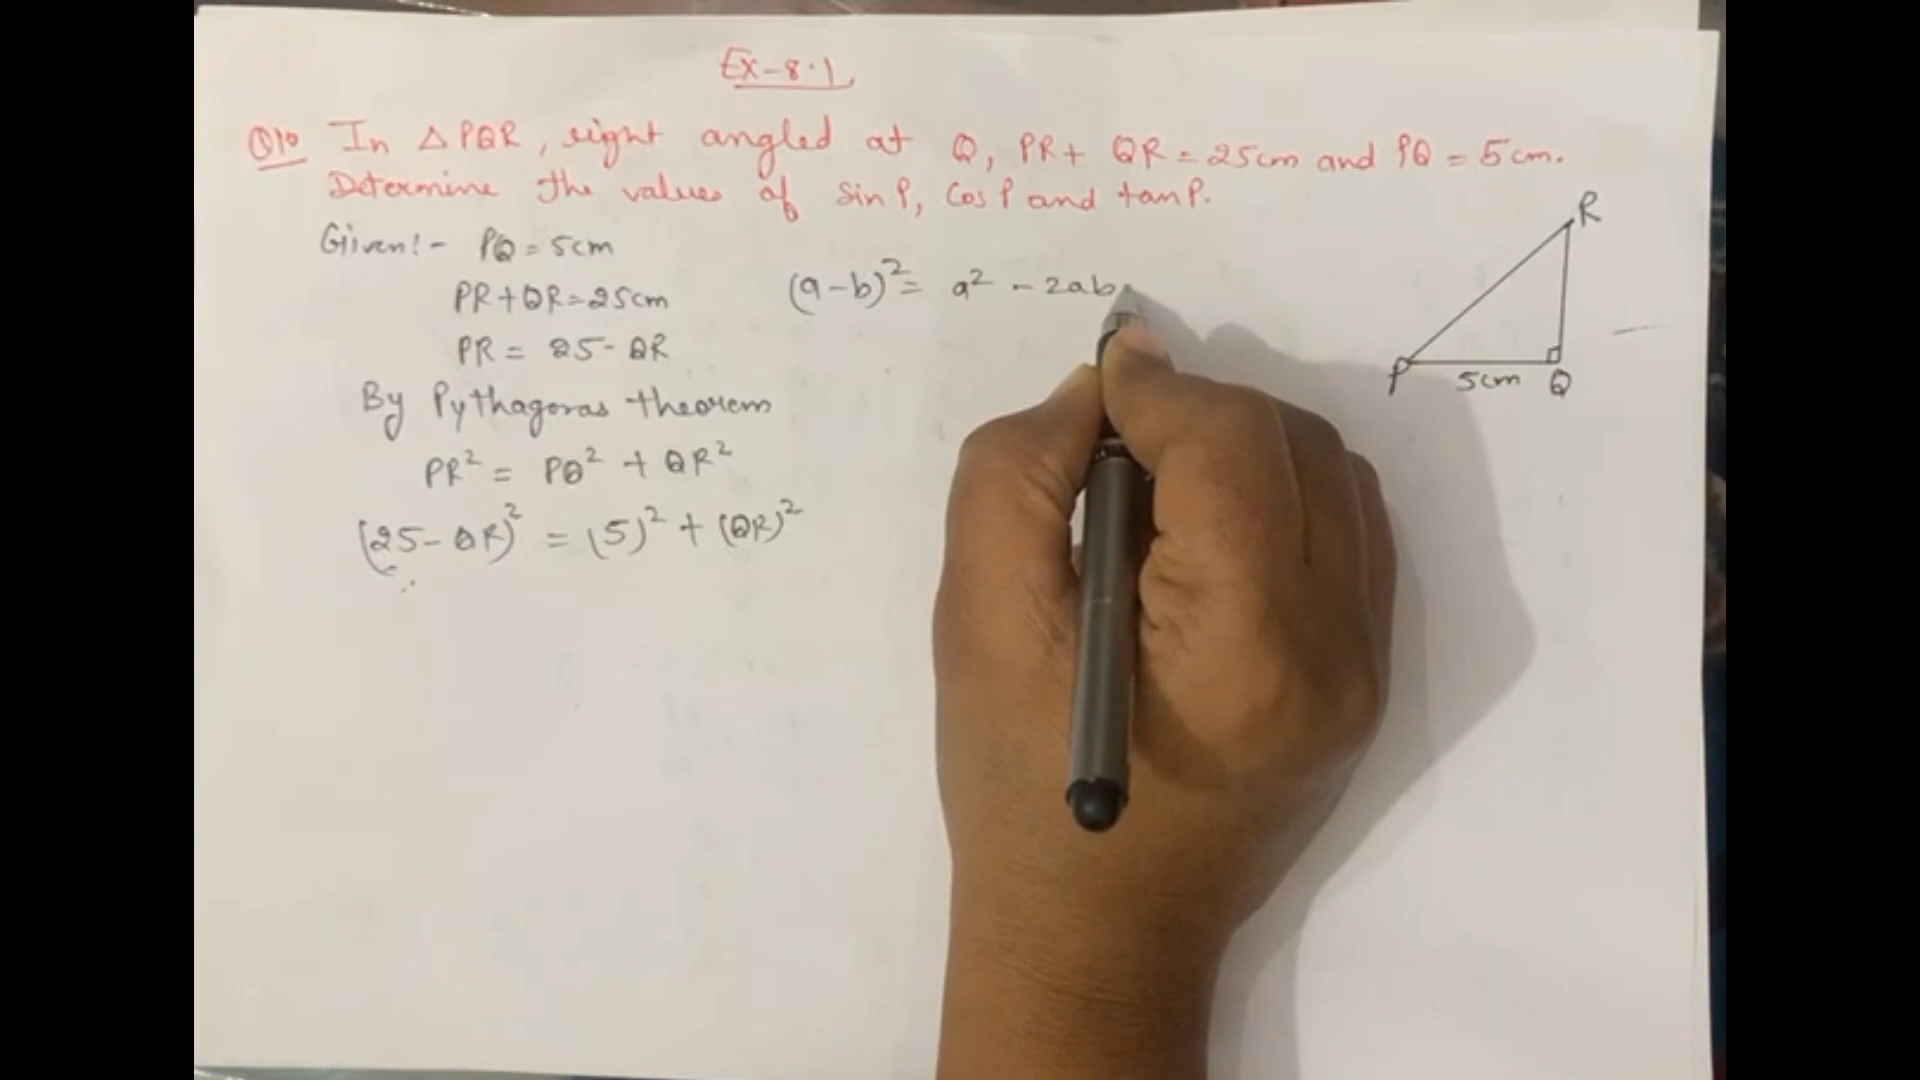 Ex-8.1
Q10 In △PQR, right angled at Q, PR+ QR = 25cm and PQ = 5cm.
Determine the values of sin P, Cos P and tan P.
Given:- PQ = 5cm
PR+QR=25cm
PR = 25-QR
By Pythagoras theorem
PR² = PQ² + QR²
(25-QR)² = (5)² + (QR)²
(a-b)² = a² - 2ab
R
P 5cm Q